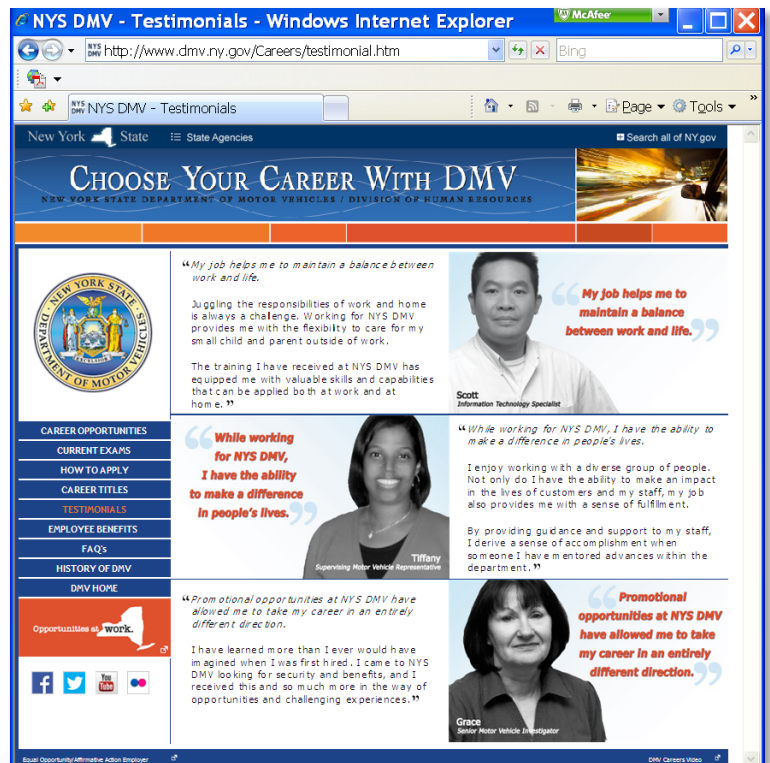 NYS DMV - Testimonials - Windows Internet Explorer
McAfee
NYS DMV http://www.dmv.ny.gov/Careers/testimonial.htm
Bing
NYS DMV NYS DMV - Testimonials
Page
Tools
»
New York State
State Agencies
Search all of NY.gov
CHOOSE YOUR CAREER WITH DMV
NEW YORK STATE DEPARTMENT OF MOTOR VEHICLES / DIVISION OF HUMAN RESOURCES
NEW YORK STATE
DEPARTMENT OF MOTOR VEHICLES
EXCELSIOR
CAREER OPPORTUNITIES
CURRENT EXAMS
HOW TO APPLY
CAREER TITLES
TESTIMONIALS
EMPLOYEE BENEFITS
FAQ's
HISTORY OF DMV
DMV HOME
Opportunities at work.
f
You
Tube
“My job helps me to maintain a balance between
work and life.
Juggling the responsibilities of work and home
is always a challenge. Working for NYS DMV
provides me with the flexibility to care for my
small child and parent outside of work.
The training I have received at NYS DMV has
equipped me with valuable skills and capabilities
that can be applied both at work and at
home.”
“My job helps me to
maintain a balance
between work and life.”
Scott
Information Technology Specialist
“While working
for NYS DMV,
I have the ability
to make a difference
in people's lives.”
Tiffany
Supervising Motor Vehicle Representative
“While working for NYS DMV, I have the ability to
make a difference in people's lives.
I enjoy working with a diverse group of people.
Not only do I have the ability to make an impact
in the lives of customers and my staff, my job
also provides me with a sense of fulfillment.
By providing guidance and support to my staff,
I derive a sense of accomplishment when
someone I have mentored advances within the
department.”
“Promotional opportunities at NYS DMV have
allowed me to take my career in an entirely
different direction.
I have learned more than I ever would have
imagined when I was first hired. I came to NYS
DMV looking for security and benefits, and I
received this and so much more in the way of
opportunities and challenging experiences.”
“Promotional
opportunities at NYS DMV
have allowed me to take
my career in an entirely
different direction.”
Grace
Senior Motor Vehicle Investigator
Equal Opportunity/Affirmative Action Employer
DMV Careers Video